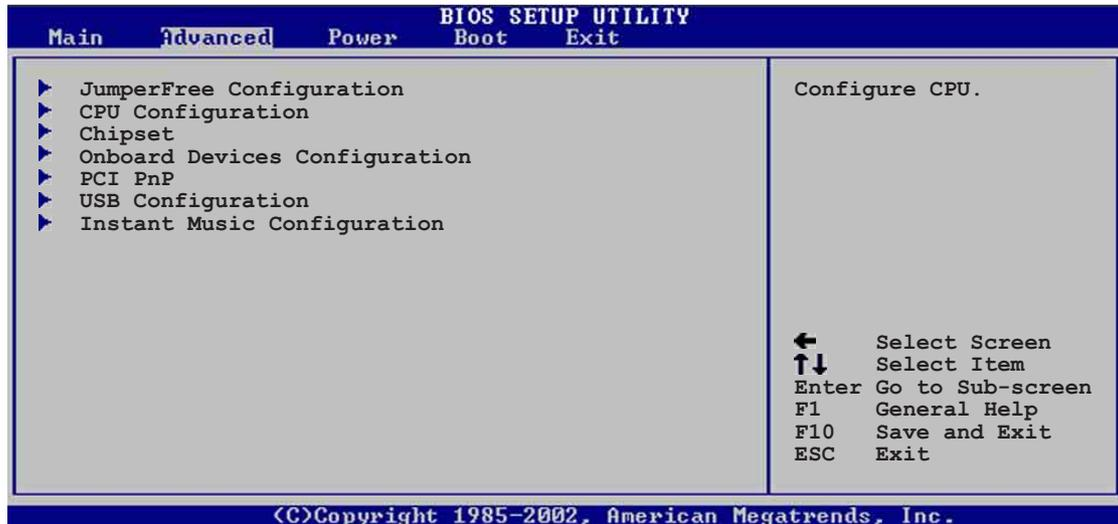 BIOS SETUP UTILITY
Main Advanced Power Boot Exit
JumperFree Configuration
CPU Configuration
Chipset
Onboard Devices Configuration
PCI PnP
USB Configuration
Instant Music Configuration
Configure CPU.
← Select Screen
↑↓ Select Item
Enter Go to Sub-screen
F1 General Help
F10 Save and Exit
ESC Exit
(C)Copyright 1985-2002, American Megatrends, Inc.